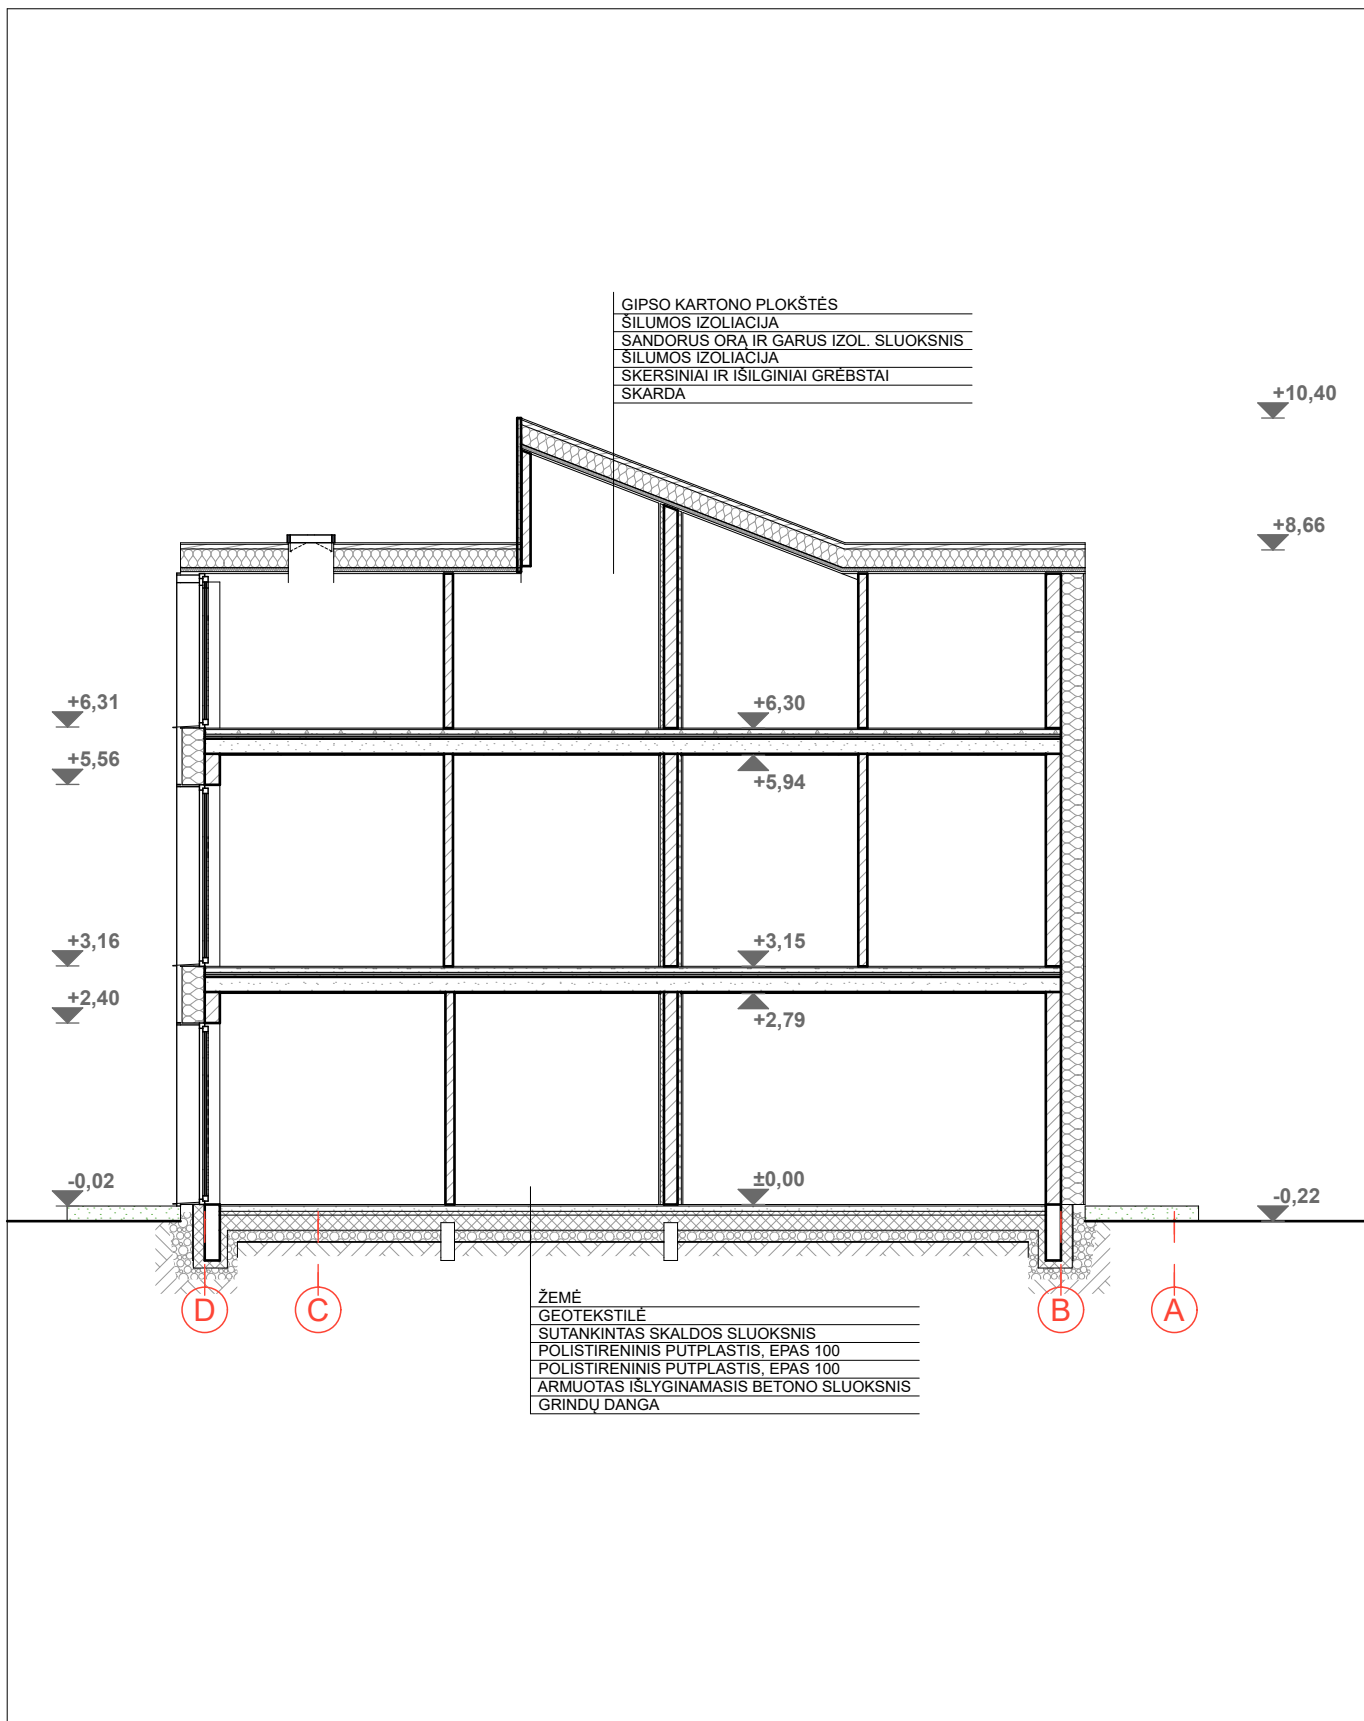 GIPSO KARTONO PLOKŠTĖS
ŠILUMOS IZOLIACIJA
SANDORUS ORĄ IR GARUS IZOL. SLUOKSNIS
ŠILUMOS IZOLIACIJA
SKERSINIAI IR IŠILGINIAI GRĖBSTAI
SKARDA
+10,40
+8,66
+6,31
+6,30
+5,56
+5,94
+3,16
+3,15
+2,40
+2,79
-0,02
±0,00
-0,22
D
C
B
A
ŽEMĖ
GEOTEKSTILĖ
SUTANKINTAS SKALDOS SLUOKSNIS
POLISTIRENINIS PUTPLASTIS, EPAS 100
POLISTIRENINIS PUTPLASTIS, EPAS 100
ARMUOTAS IŠLYGINAMASIS BETONO SLUOKSNIS
GRINDŲ DANGA